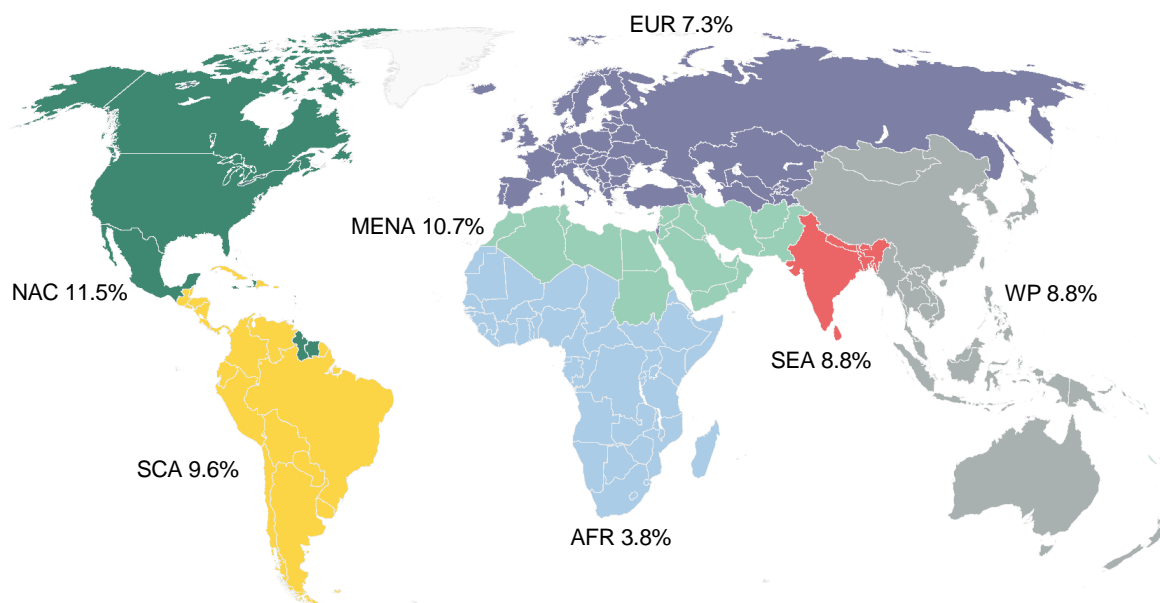 EUR 7.3%
MENA 10.7%
NAC 11.5%
WP 8.8%
SEA 8.8%
SCA 9.6%
AFR 3.8%